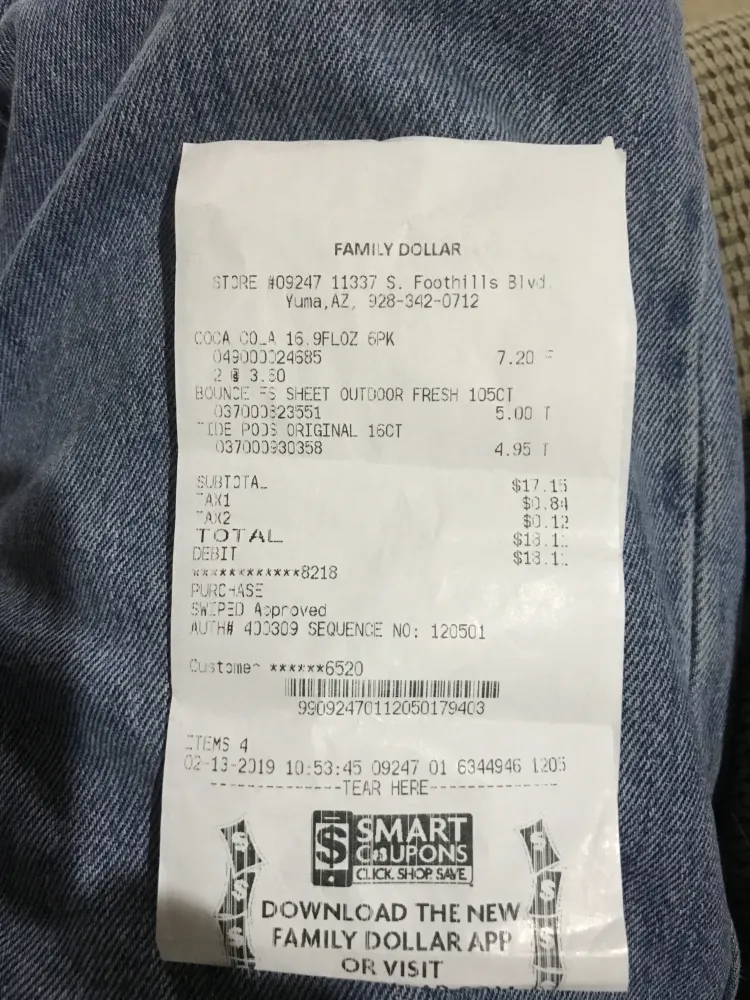 FAMILY DOLLAR
STORE #09247 11337 S. Foothills Blvd.
Yuma,AZ, 928-342-0712
COCA COLA 16.9FLOZ 6PK
049000024685 7.20 F
2 @ 3.60
BOUNCE FS SHEET OUTDOOR FRESH 105CT
037000823551 5.00 T
TIDE PODS ORIGINAL 16CT
037000930358 4.95 T
SUBTOTAL $17.15
TAX1 $0.84
TAX2 $0.12
TOTAL $18.11
DEBIT $18.11
************8218
PURCHASE
SWIPED Approved
AUTH# 400309 SEQUENCE NO: 120501
Customer ******6520
99092470112050179403
ITEMS 4
02-13-2019 10:53:45 09247 01 6344946 1205
--------------TEAR HERE--------------
$ SMART
COUPONS
CLICK. SHOP. SAVE.
DOWNLOAD THE NEW
FAMILY DOLLAR APP
OR VISIT